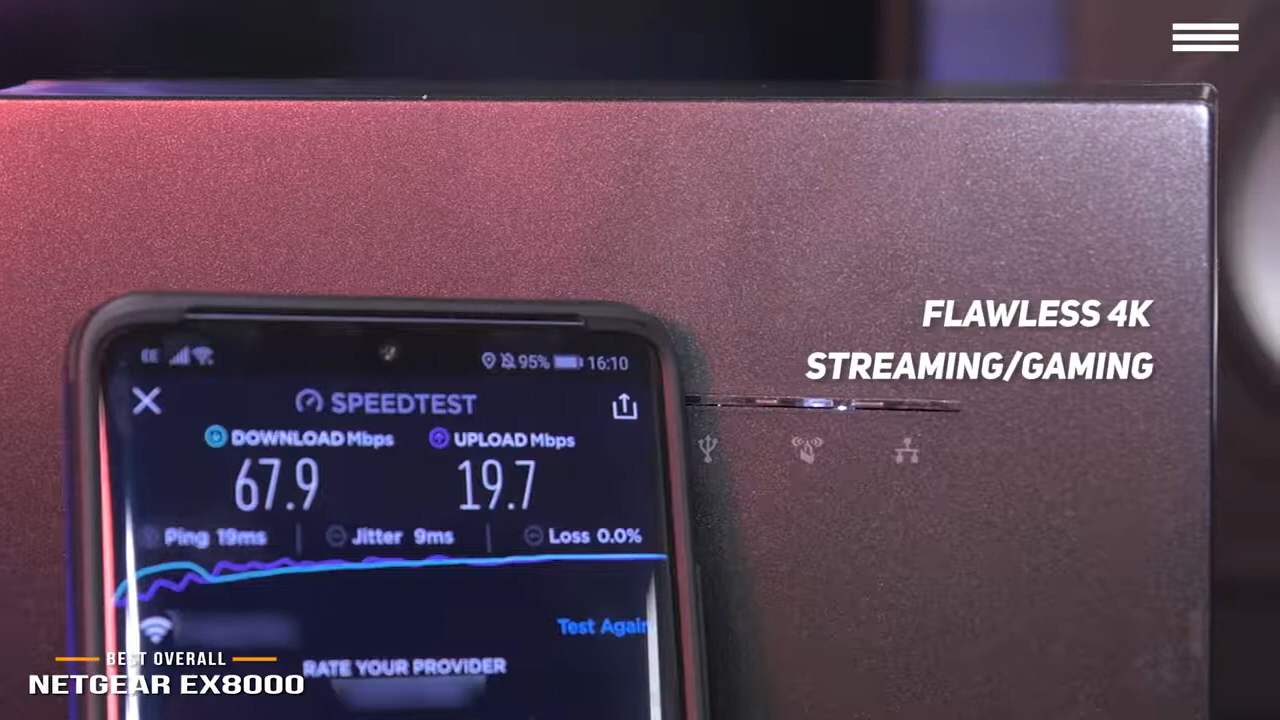 FLAWLESS 4K
STREAMING/GAMING
EE
95% 16:10
SPEEDTEST
DOWNLOAD Mbps UPLOAD Mbps
67.9 19.7
Ping 19ms Jitter 9ms Loss 0.0%
Test Again
RATE YOUR PROVIDER
BEST OVERALL
NETGEAR EX8000